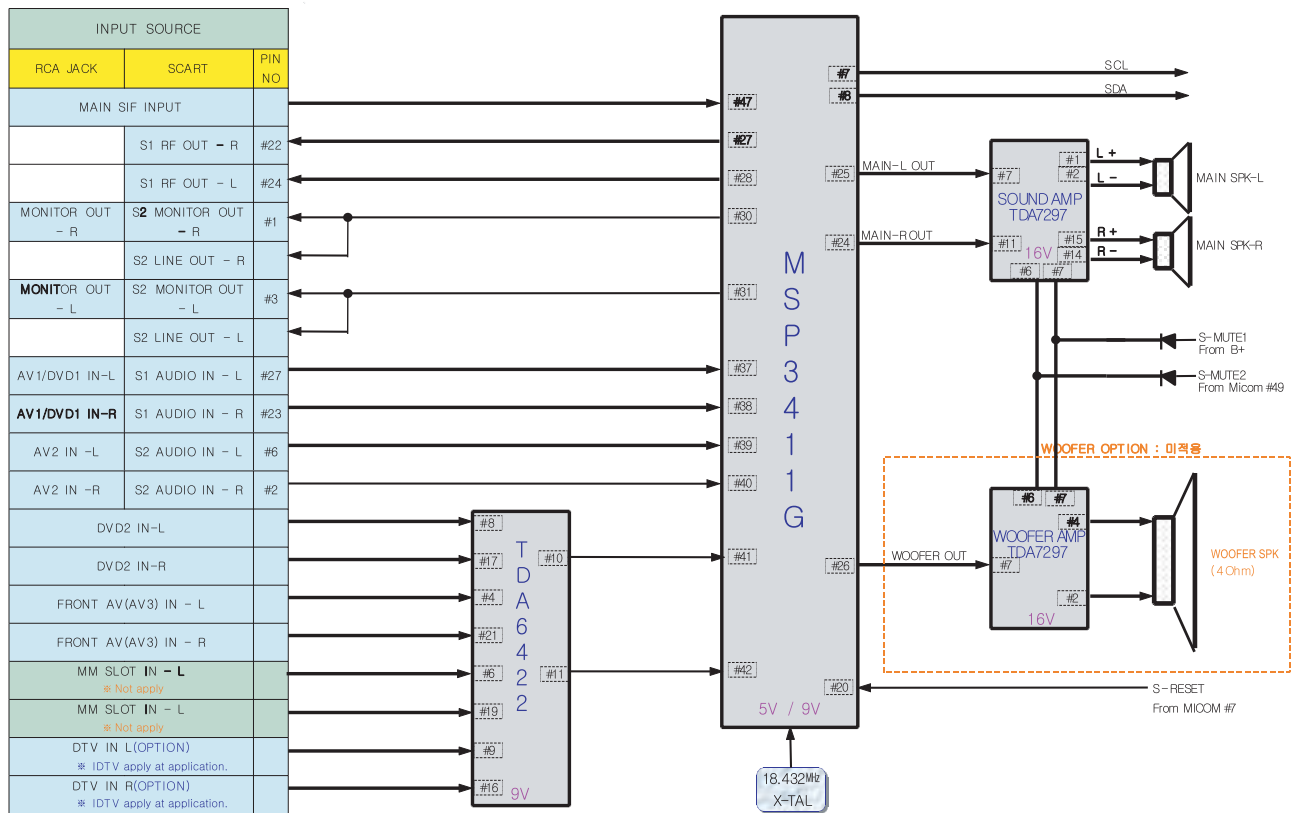 INPUT SOURCE
RCA JACK
SCART
PIN
NO
MAIN SIF INPUT
S1 RF OUT - R
#22
S1 RF OUT - L
#24
MONITOR OUT
- R
S2 MONITOR OUT
- R
#1
S2 LINE OUT - R
MONITOR OUT
- L
S2 MONITOR OUT
- L
#3
S2 LINE OUT - L
AV1/DVD1 IN-L
S1 AUDIO IN - L
#27
AV1/DVD1 IN-R
S1 AUDIO IN - R
#23
AV2 IN -L
S2 AUDIO IN - L
#6
AV2 IN -R
S2 AUDIO IN - R
#2
DVD2 IN-L
DVD2 IN-R
FRONT AV(AV3) IN - L
FRONT AV(AV3) IN - R
MM SLOT IN - L
※ Not apply
MM SLOT IN - L
※ Not apply
DTV IN L(OPTION)
※ IDTV apply at application.
DTV IN R(OPTION)
※ IDTV apply at application.
#8
#17
#4
#21
#6
#19
#9
#16
TDA6422
#10
#11
9V
#47
#27
#28
#30
#31
#37
#38
#39
#40
#41
#42
MSP3411G
5V / 9V
18.432MHz
X-TAL
#7
#8
#25
#24
#26
#20
SCL
SDA
MAIN-L OUT
MAIN-ROUT
#7
#11
SOUND AMP
TDA7297
16V
#1
#2
#15
#14
#6
#7
L +
L -
R +
R -
MAIN SPK-L
MAIN SPK-R
S-MUTE1
From B+
S-MUTE2
From Micom #49
WOOFER OPTION : 미적용
WOOFER OUT
#6
#7
#4
WOOFER AMP
TDA7297
#7
#2
16V
WOOFER SPK
(4 Ohm)
S-RESET
From MICOM #7